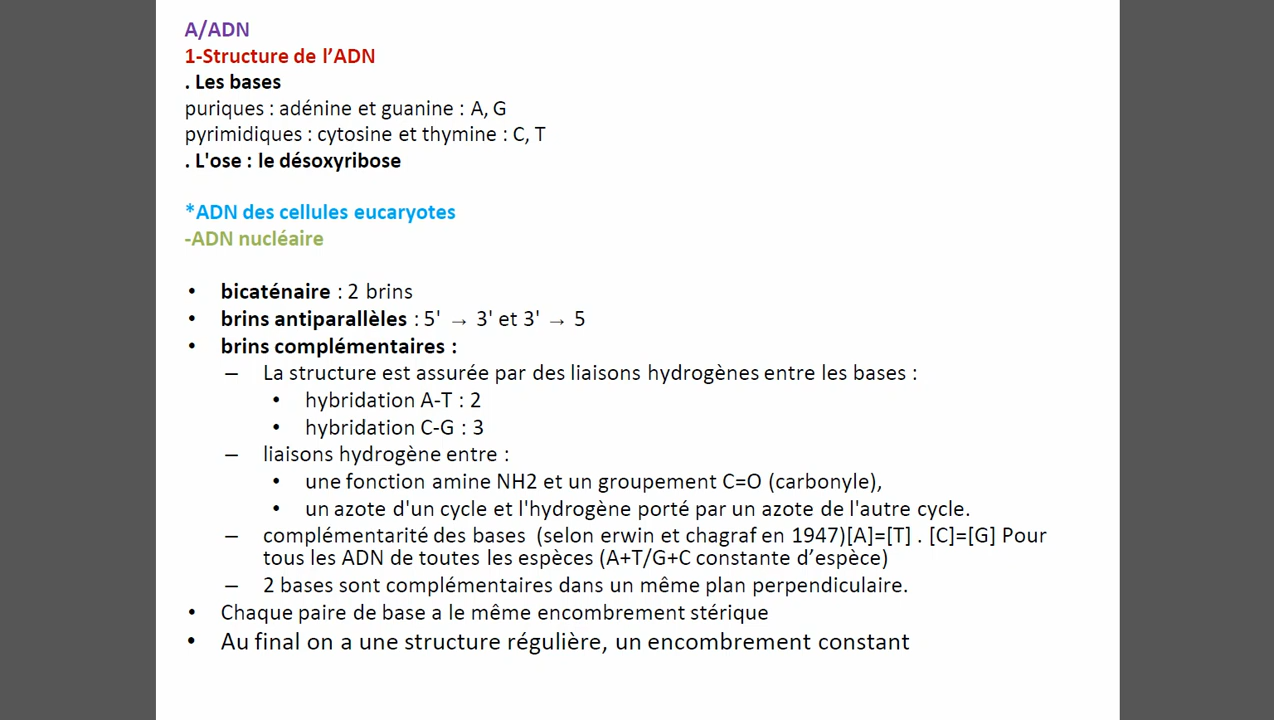 A/ADN
1-Structure de l’ADN
. Les bases
puriques : adénine et guanine : A, G
pyrimidiques : cytosine et thymine : C, T
. L'ose : le désoxyribose
*ADN des cellules eucaryotes
-ADN nucléaire
• bicaténaire : 2 brins
• brins antiparallèles : 5' → 3' et 3' → 5
• brins complémentaires :
– La structure est assurée par des liaisons hydrogènes entre les bases :
• hybridation A-T : 2
• hybridation C-G : 3
– liaisons hydrogène entre :
• une fonction amine NH2 et un groupement C=O (carbonyle),
• un azote d'un cycle et l'hydrogène porté par un azote de l'autre cycle.
– complémentarité des bases (selon erwin et chagraf en 1947)[A]=[T] . [C]=[G] Pour
tous les ADN de toutes les espèces (A+T/G+C constante d’espèce)
– 2 bases sont complémentaires dans un même plan perpendiculaire.
• Chaque paire de base a le même encombrement stérique
• Au final on a une structure régulière, un encombrement constant